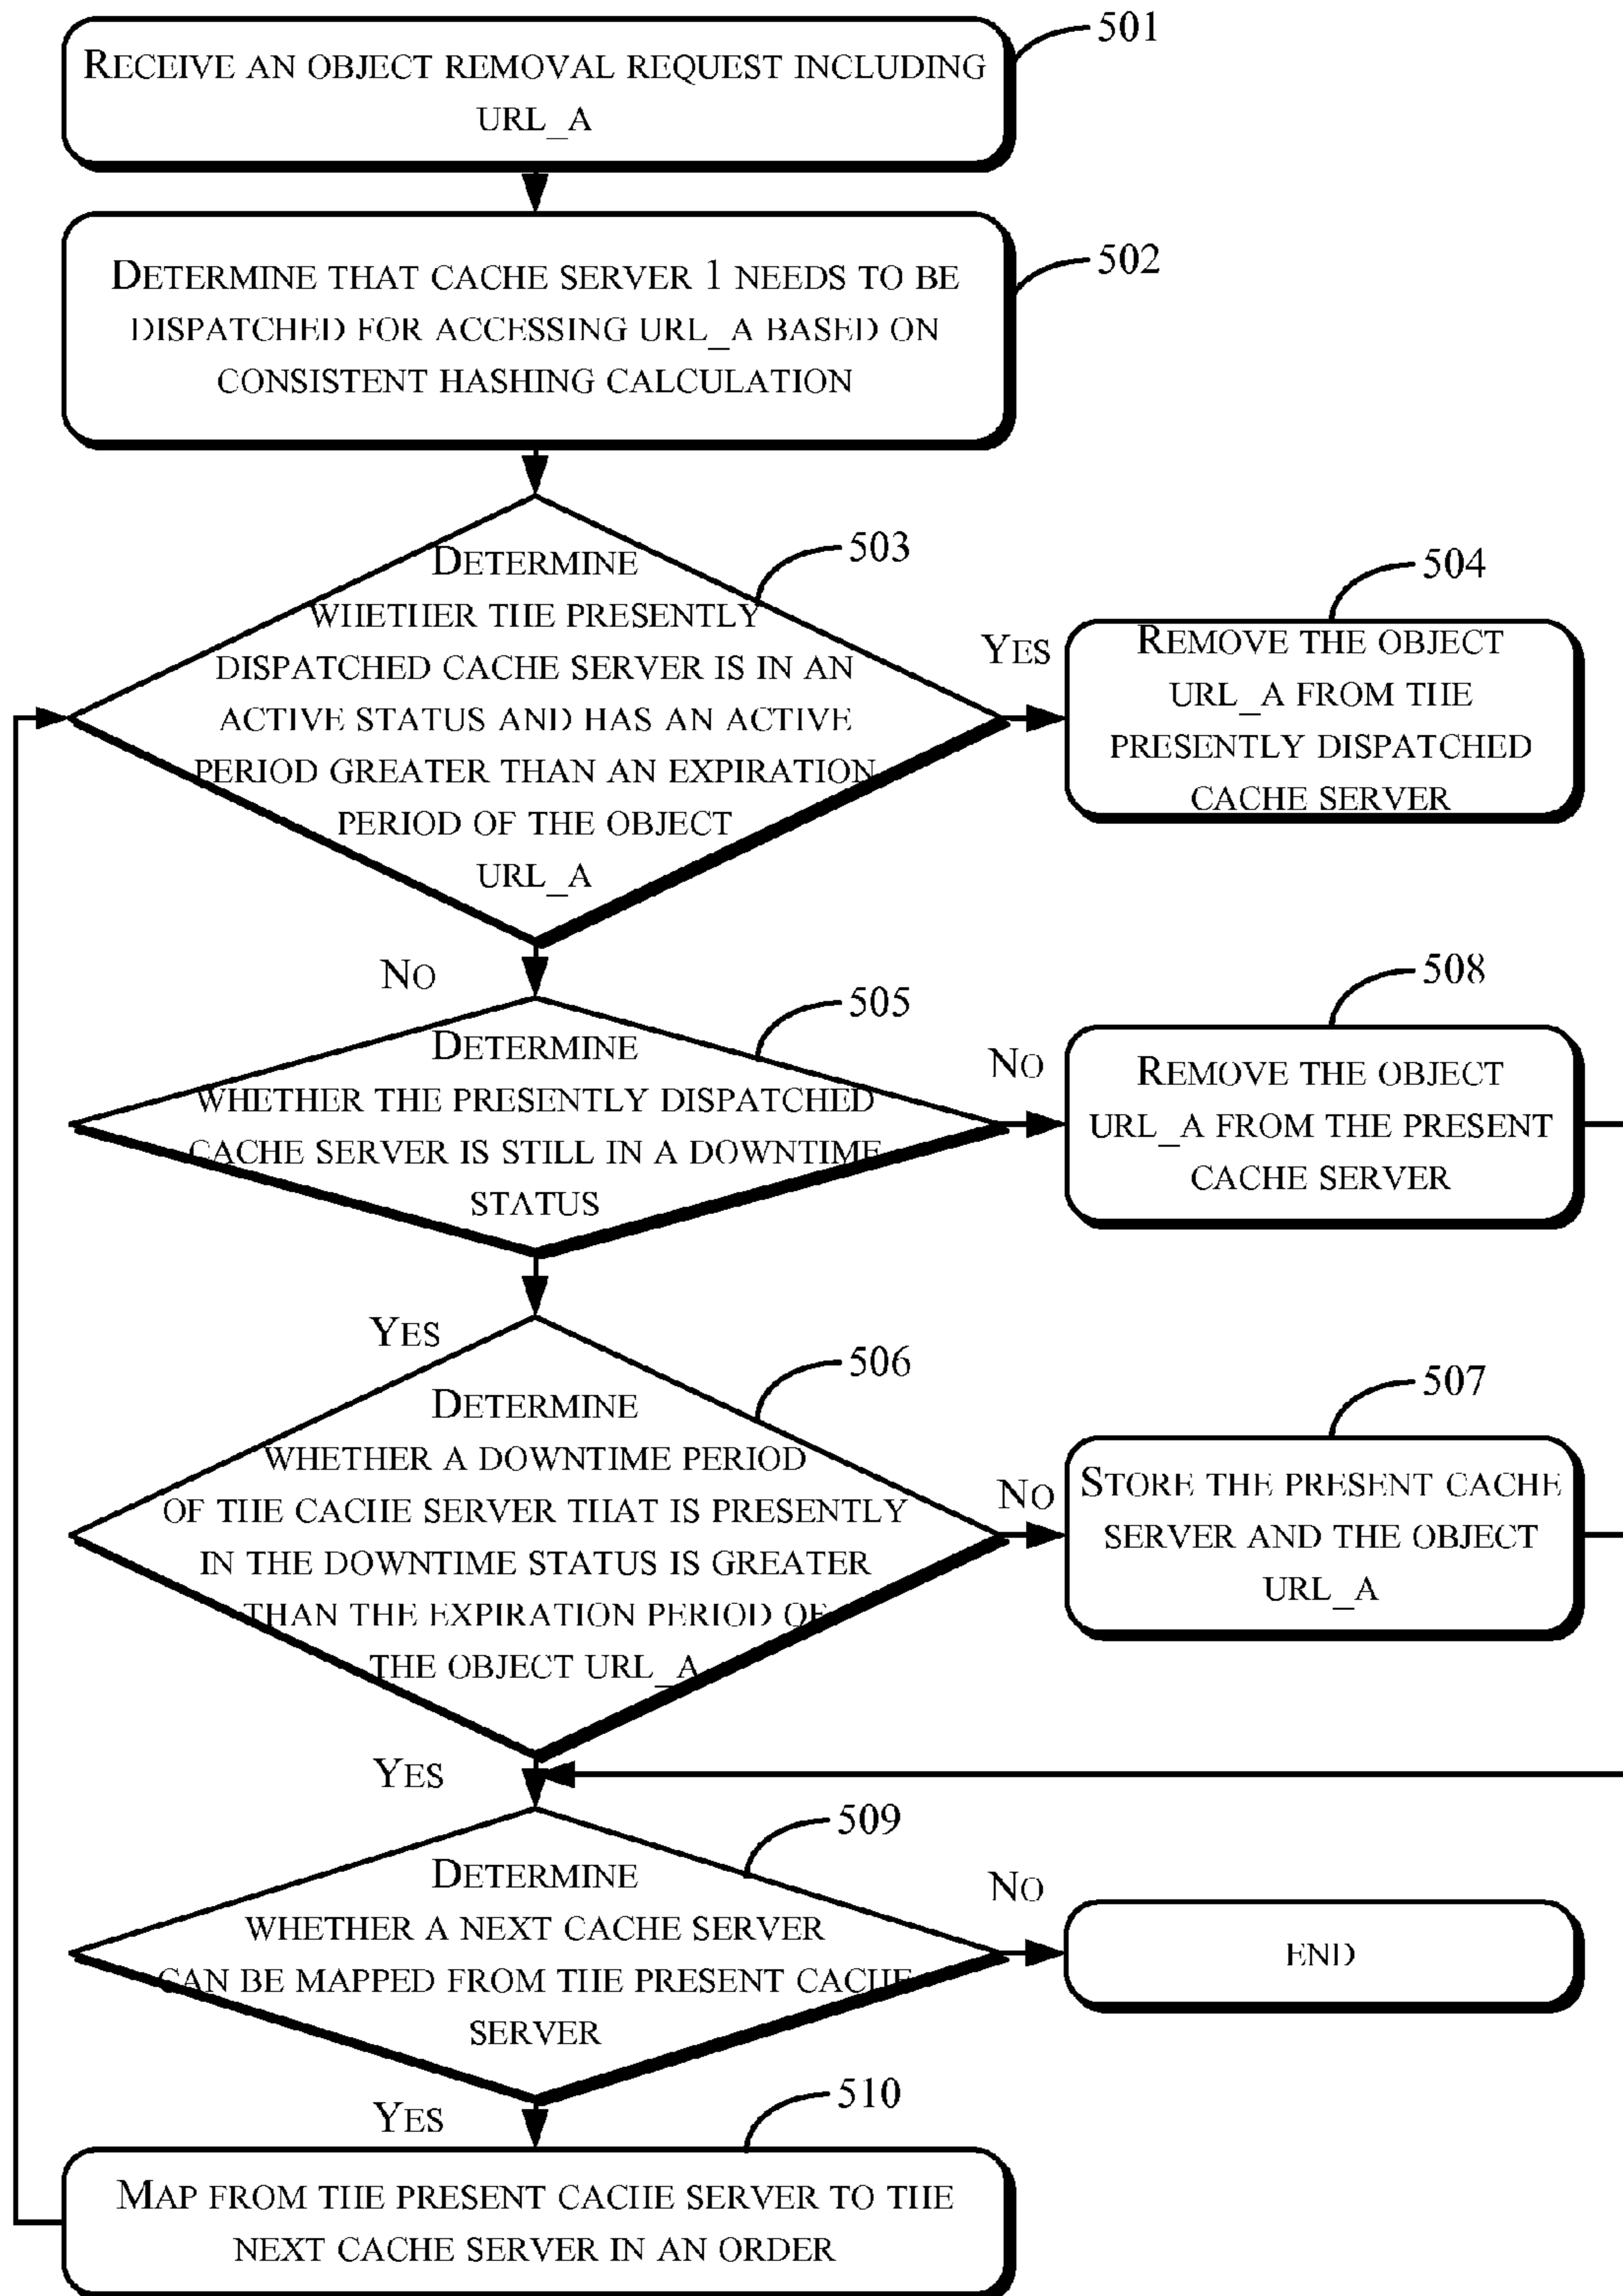 RECEIVE AN OBJECT REMOVAL REQUEST INCLUDING
URL_A
501
DETERMINE THAT CACHE SERVER 1 NEEDS TO BE
DISPATCHED FOR ACCESSING URL_A BASED ON
CONSISTENT HASHING CALCULATION
502
DETERMINE
WHETHER THE PRESENTLY
DISPATCHED CACHE SERVER IS IN AN
ACTIVE STATUS AND HAS AN ACTIVE
PERIOD GREATER THAN AN EXPIRATION
PERIOD OF THE OBJECT
URL_A
503
YES
REMOVE THE OBJECT
URL_A FROM THE
PRESENTLY DISPATCHED
CACHE SERVER
504
NO
DETERMINE
WHETHER THE PRESENTLY DISPATCHED
CACHE SERVER IS STILL IN A DOWNTIME
STATUS
505
NO
REMOVE THE OBJECT
URL_A FROM THE PRESENT
CACHE SERVER
508
YES
DETERMINE
WHETHER A DOWNTIME PERIOD
OF THE CACHE SERVER THAT IS PRESENTLY
IN THE DOWNTIME STATUS IS GREATER
THAN THE EXPIRATION PERIOD OF
THE OBJECT URL_A
506
NO
STORE THE PRESENT CACHE
SERVER AND THE OBJECT
URL_A
507
YES
DETERMINE
WHETHER A NEXT CACHE SERVER
CAN BE MAPPED FROM THE PRESENT CACHE
SERVER
509
NO
END
YES
MAP FROM THE PRESENT CACHE SERVER TO THE
NEXT CACHE SERVER IN AN ORDER
510